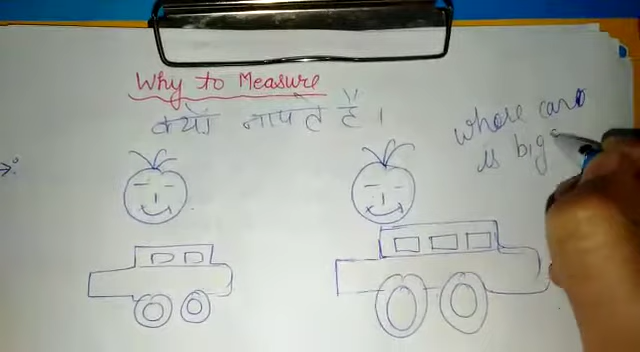 Why to Measure
क्यों नापते हैं ।
whose car
is big